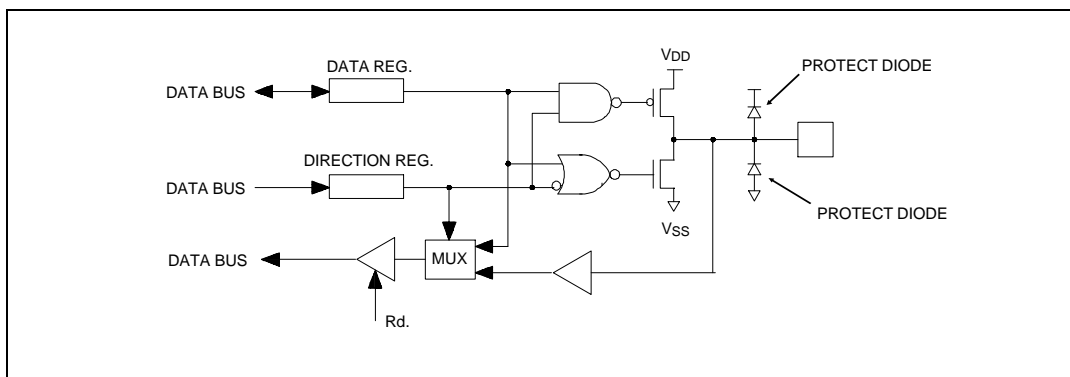 VDD
PROTECT DIODE
DATA REG.
DATA BUS
DIRECTION REG.
DATA BUS
PROTECT DIODE
VSS
DATA BUS
MUX
Rd.